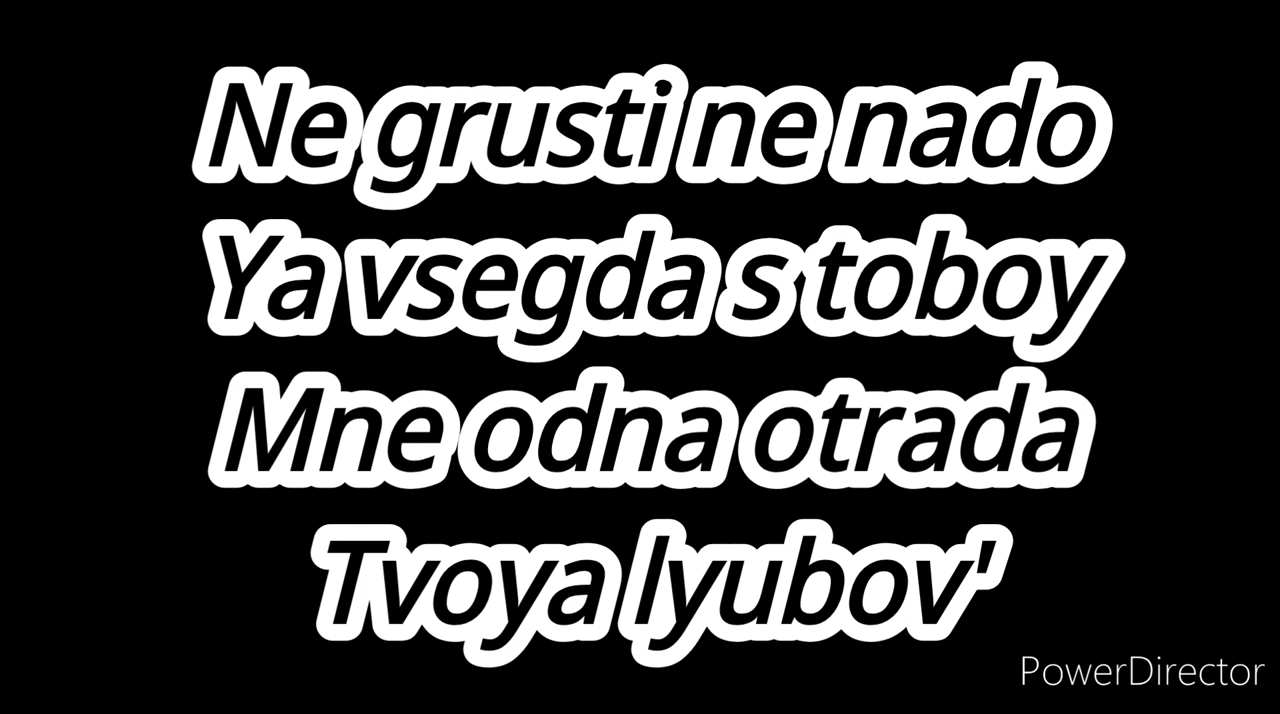 Ne grusti ne nado
Ya vsegda s toboy
Mne odna otrada
Tvoya lyubov'
PowerDirector